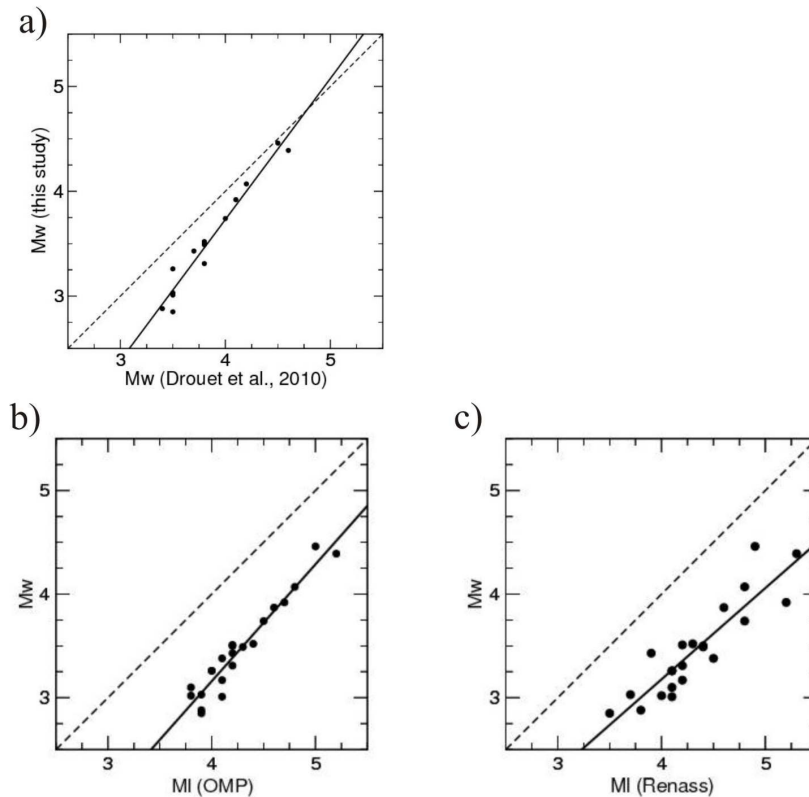 a)
5
4
3
Mw (this study)
3 4 5
Mw (Drouet et al., 2010)
b)
5
4
3
Mw
3 4 5
Ml (OMP)
c)
5
4
3
Mw
3 4 5
Ml (Renass)